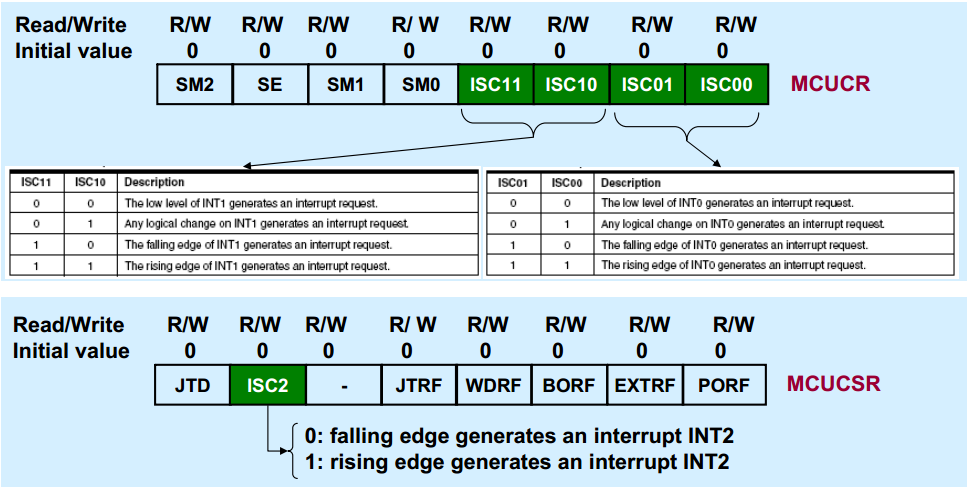 Read/Write R/W R/W R/W R/ W R/W R/W R/W R/W
Initial value 0 0 0 0 0 0 0 0
SM2 SE SM1 SM0 ISC11 ISC10 ISC01 ISC00 MCUCR
ISC11 ISC10 Description
0 0 The low level of INT1 generates an interrupt request.
0 1 Any logical change on INT1 generates an interrupt request.
1 0 The falling edge of INT1 generates an interrupt request.
1 1 The rising edge of INT1 generates an interrupt request.
ISC01 ISC00 Description
0 0 The low level of INT0 generates an interrupt request.
0 1 Any logical change on INT0 generates an interrupt request.
1 0 The falling edge of INT0 generates an interrupt request.
1 1 The rising edge of INT0 generates an interrupt request.
Read/Write R/W R/W R/W R/ W R/W R/W R/W R/W
Initial value 0 0 0 0 0 0 0 0
JTD ISC2 - JTRF WDRF BORF EXTRF PORF MCUCSR
0: falling edge generates an interrupt INT2
1: rising edge generates an interrupt INT2